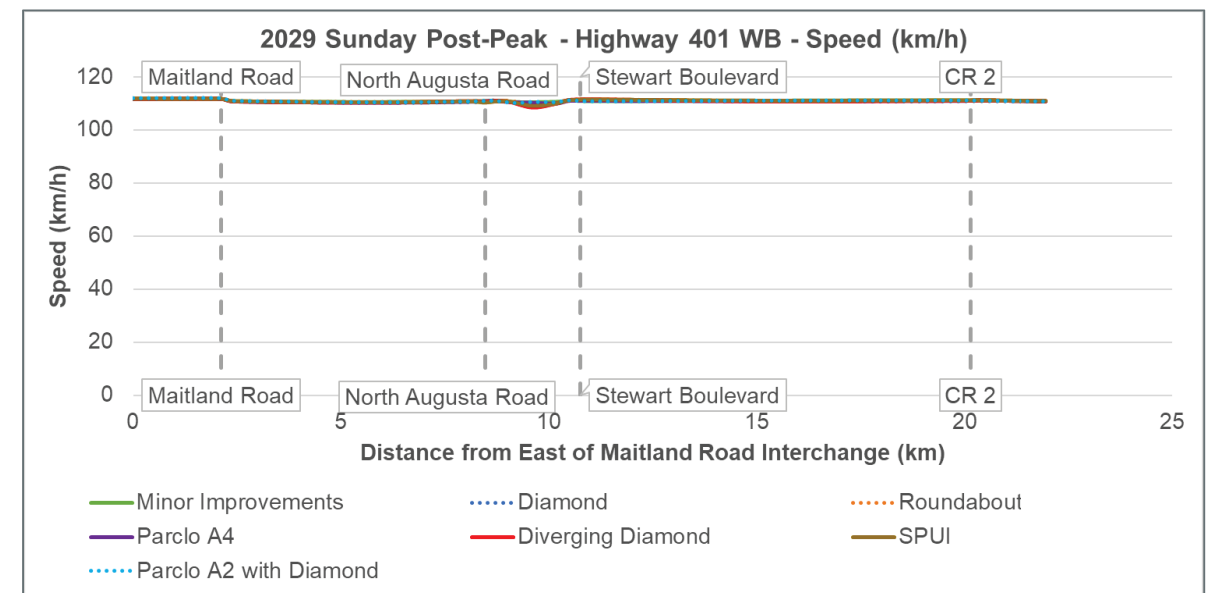 2029 Sunday Post-Peak - Highway 401 WB - Speed (km/h)
120
Maitland Road
North Augusta Road
Stewart Boulevard
CR 2
100
80
60
40
20
0
Maitland Road
North Augusta Road
Stewart Boulevard
CR 2
Speed (km/h)
0 5 10 15 20 25
Distance from East of Maitland Road Interchange (km)
Minor Improvements Diamond Roundabout
Parclo A4 Diverging Diamond SPUI
Parclo A2 with Diamond